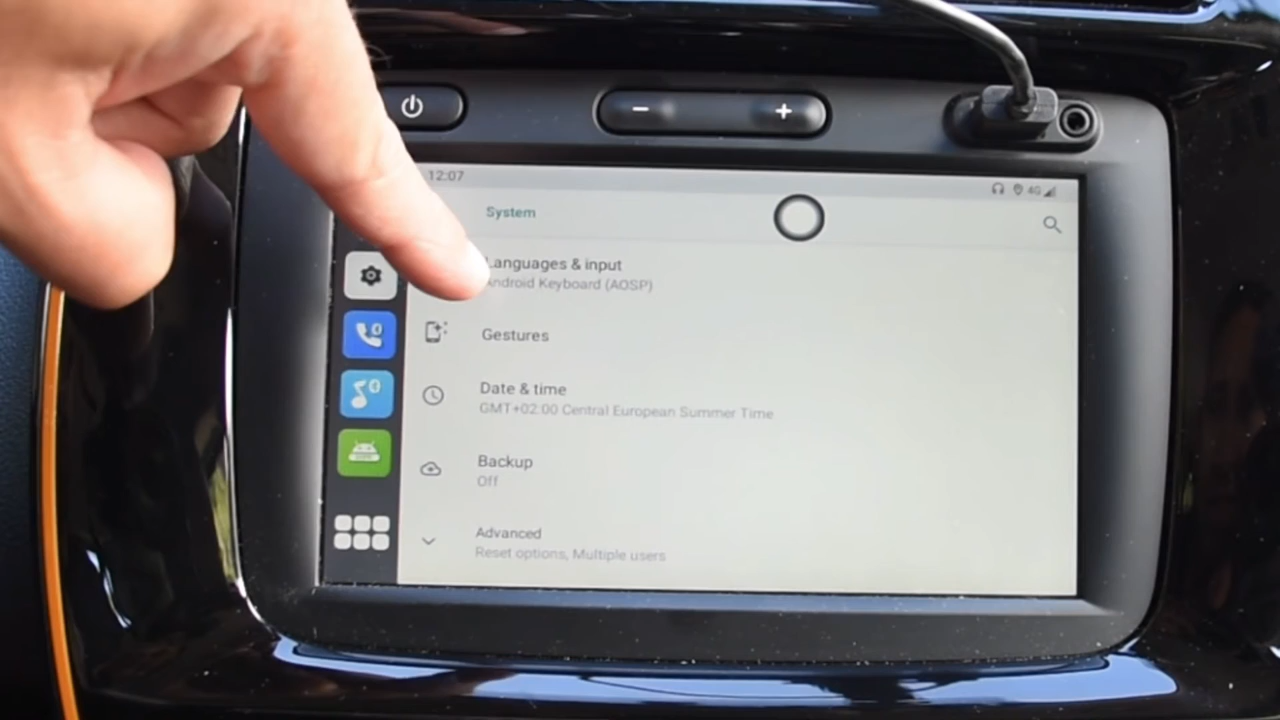 12:07
4G
System
Languages & input
Android Keyboard (AOSP)
Gestures
Date & time
GMT+02:00 Central European Summer Time
Backup
Off
Advanced
Reset options, Multiple users